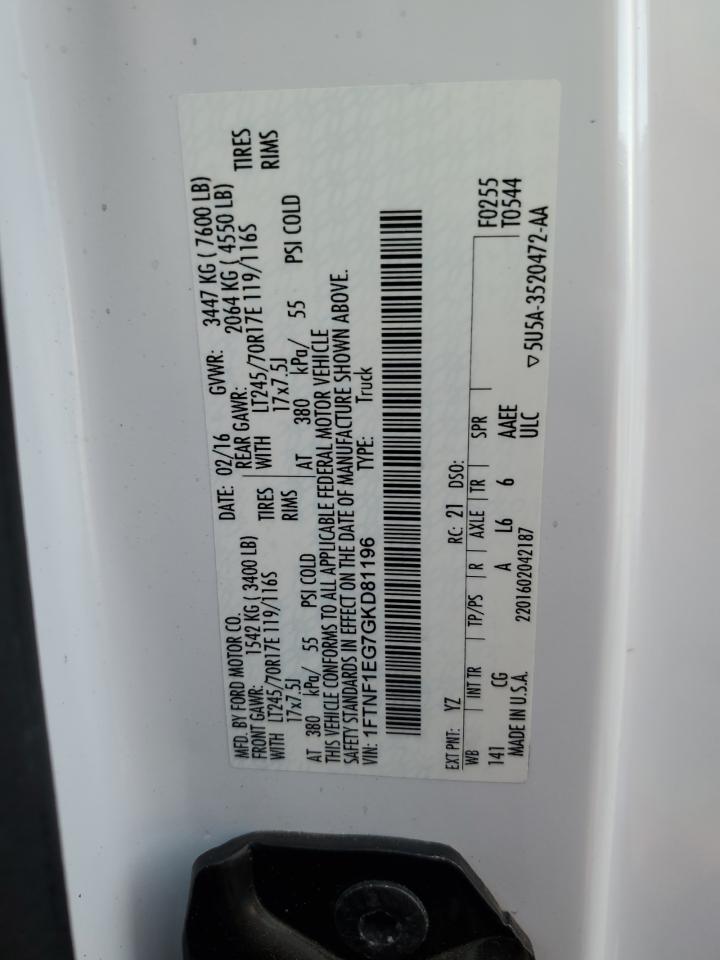 MFD. BY FORD MOTOR CO.
DATE: 02/16 GVWR: 3447 KG ( 7600 LB)
FRONT GAWR: 1542 KG ( 3400 LB)
REAR GAWR: 2064 KG ( 4550 LB)
WITH LT245/70R17E 119/116S TIRES
WITH LT245/70R17E 119/116S TIRES
17x7.5J RIMS
17x7.5J RIMS
AT 380 kPa/ 55 PSI COLD
AT 380 kPa/ 55 PSI COLD
THIS VEHICLE CONFORMS TO ALL APPLICABLE FEDERAL MOTOR VEHICLE
SAFETY STANDARDS IN EFFECT ON THE DATE OF MANUFACTURE SHOWN ABOVE.
VIN: 1FTNF1EG7GKD81196 TYPE: Truck
EXT PNT: YZ RC: 21 DSO:
WB INT TR TP/PS R AXLE TR SPR F0255
141 CG A L6 6 AAEE T0544
MADE IN U.S.A. 2201602042187 ULC ▽5U5A-3520472-AA